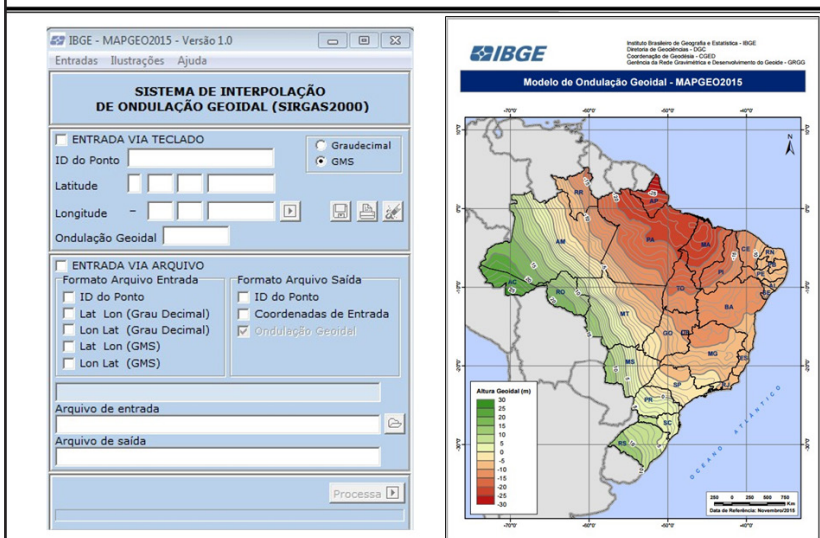 IBGE - MAPGEO2015 - Versão 1.0
Entradas Ilustrações Ajuda
SISTEMA DE INTERPOLAÇÃO
DE ONDULAÇÃO GEOIDAL (SIRGAS2000)
ENTRADA VIA TECLADO
ID do Ponto
Graudecimal
GMS
Latitude
Longitude -
Ondulação Geoidal
ENTRADA VIA ARQUIVO
Formato Arquivo Entrada
ID do Ponto
Lat Lon (Grau Decimal)
Lon Lat (Grau Decimal)
Lat Lon (GMS)
Lon Lat (GMS)
Formato Arquivo Saída
ID do Ponto
Coordenadas de Entrada
Ondulação Geoidal
Arquivo de entrada
Arquivo de saída
Processa
IBGE
Instituto Brasileiro de Geografia e Estatística - IBGE
Diretoria de Geociências - DGC
Coordenação de Geodésia - CGED
Gerência da Rede Gravimétrica e Desenvolvimento do Geoide - GRGG
Modelo de Ondulação Geoidal - MAPGEO2015
-70°0' -60°0' -50°0' -40°0'
N
RR
AP
AM
PA
MA
CE
RN
PI
PE
AC
RO
TO
BA
MT
GO
MG
ES
MS
SP
RJ
PR
SC
RS
OCEANO ATLÂNTICO
Altura Geoidal (m)
30
25
20
15
10
5
0
-5
-10
-15
-20
-25
-30
250 0 250 500 750
Km
Data de Referência: Novembro/2015
-70°0' -60°0' -50°0' -40°0'